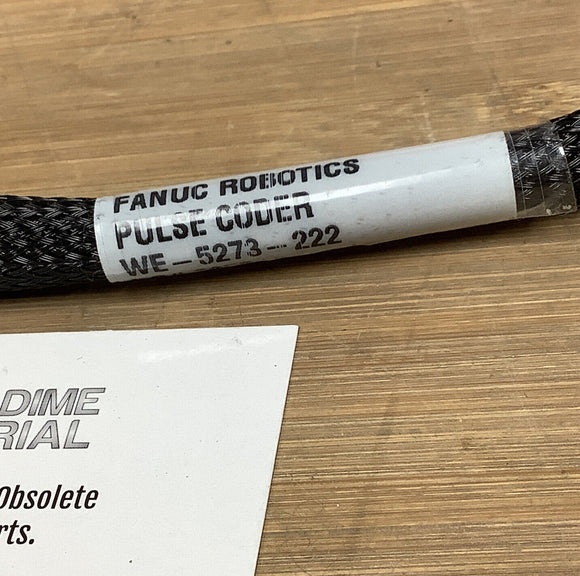 FANUC ROBOTICS
PULSE CODER
WE-5273-222
DIME
RIAL
Obsolete
rts.